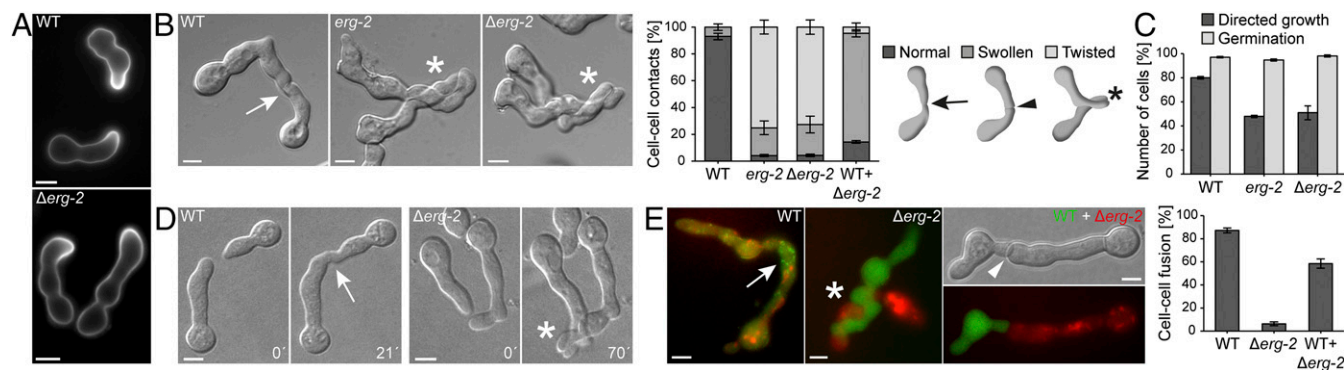 A
WT
Δerg-2
B
WT
erg-2
Δerg-2
*
*
Cell-cell contacts [%]
100
80
60
40
20
0
WT
erg-2
Δerg-2
WT+
Δerg-2
Normal
Swollen
Twisted
*
C
Directed growth
Germination
Number of cells [%]
100
80
60
40
20
0
WT
erg-2
Δerg-2
D
WT
0´
21´
Δerg-2
0´
70´
*
E
WT
Δerg-2
*
WT + Δerg-2
Cell-cell fusion [%]
100
80
60
40
20
0
WT
Δerg-2
WT+
Δerg-2